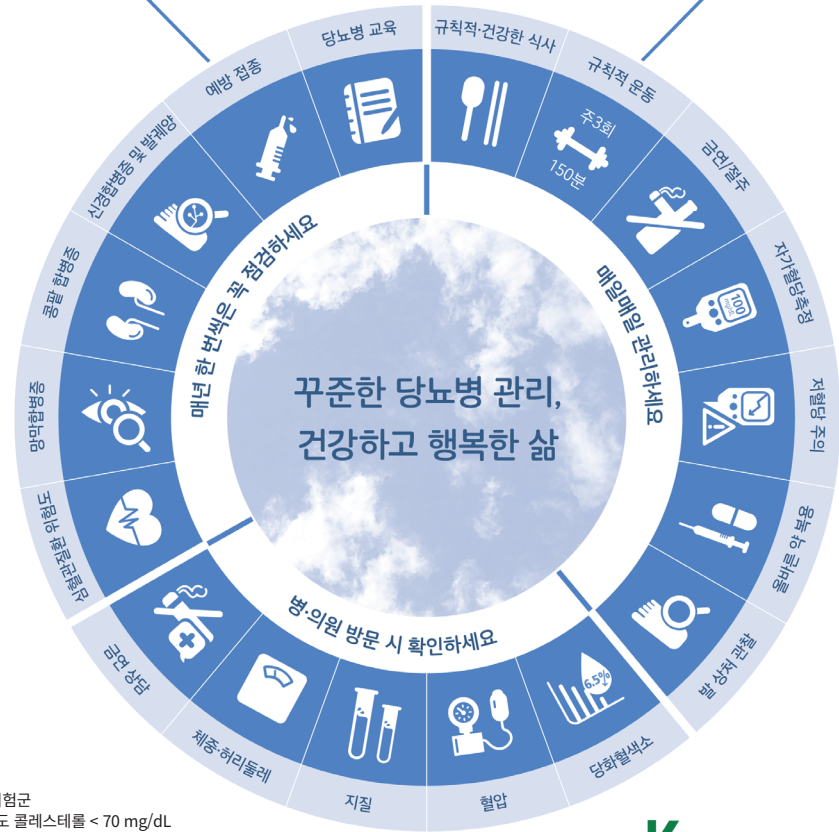 당뇨병 교육
규칙적·건강한 식사
예방 접종
규칙적 운동
주3회
150분
신경합병증 및 발궤양
금연/절주
콩팥 합병증
자가혈당측정
100
mg/dL
망막합병증
저혈당 주의
심혈관질환 위험도
올바른 약 복용
금연 상담
발 상처 관찰
체중·허리둘레
당화혈색소
6.5%
지질
혈압
매년 한 번씩은 꼭 점검하세요
매일매일 관리하세요
꾸준한 당뇨병 관리,
건강하고 행복한 삶
병·의원 방문 시 확인하세요
험군
도 콜레스테롤 < 70 mg/dL